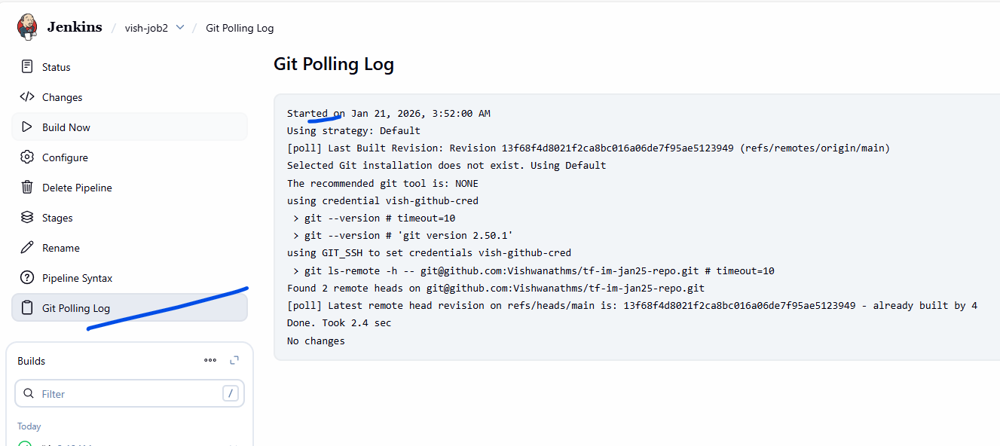 Jenkins / vish-job2 / Git Polling Log
Status
Changes
Build Now
Configure
Delete Pipeline
Stages
Rename
Pipeline Syntax
Git Polling Log
Builds
Filter /
Today
Git Polling Log
Started on Jan 21, 2026, 3:52:00 AM
Using strategy: Default
[poll] Last Built Revision: Revision 13f68f4d8021f2ca8bc016a06de7f95ae5123949 (refs/remotes/origin/main)
Selected Git installation does not exist. Using Default
The recommended git tool is: NONE
using credential vish-github-cred
> git --version # timeout=10
> git --version # 'git version 2.50.1'
using GIT_SSH to set credentials vish-github-cred
> git ls-remote -h -- git@github.com:Vishwanathms/tf-im-jan25-repo.git # timeout=10
Found 2 remote heads on git@github.com:Vishwanathms/tf-im-jan25-repo.git
[poll] Latest remote head revision on refs/heads/main is: 13f68f4d8021f2ca8bc016a06de7f95ae5123949 - already built by 4
Done. Took 2.4 sec
No changes